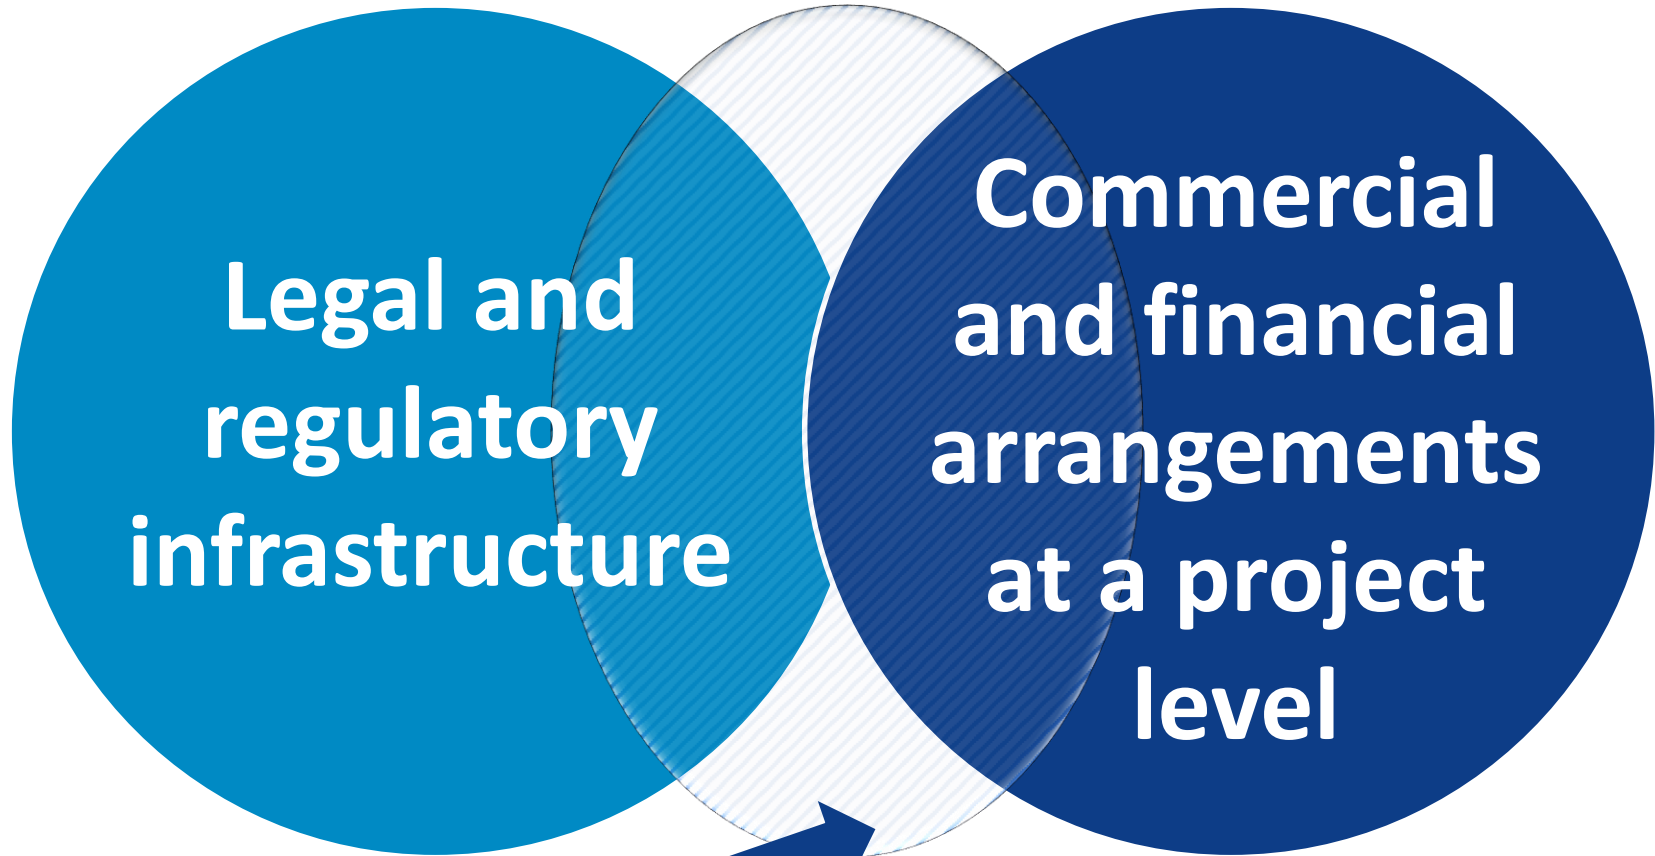 Legal and
regulatory
infrastructure
Commercial
and financial
arrangements
at a project
level